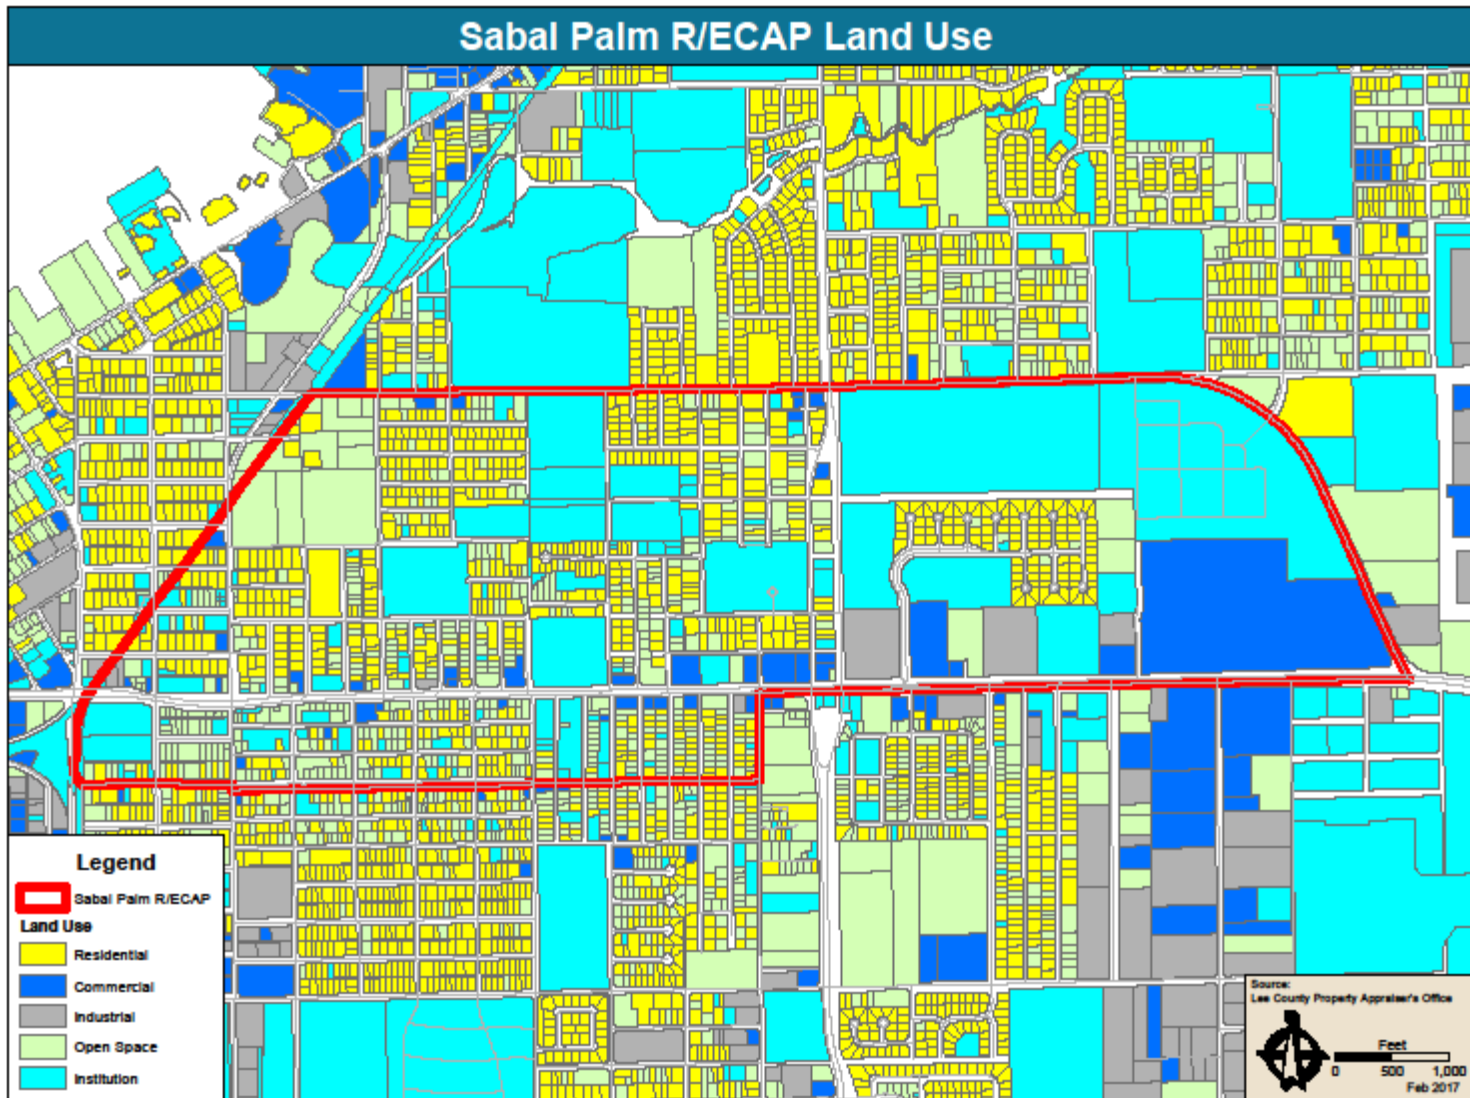 Sabal Palm R/ECAP Land Use
Legend
Sabal Palm R/ECAP
Land Use
Residential
Commercial
Industrial
Open Space
Institution
Source:
Lee County Property Appraiser's Office
Feet
0 500 1,000
Feb 2017